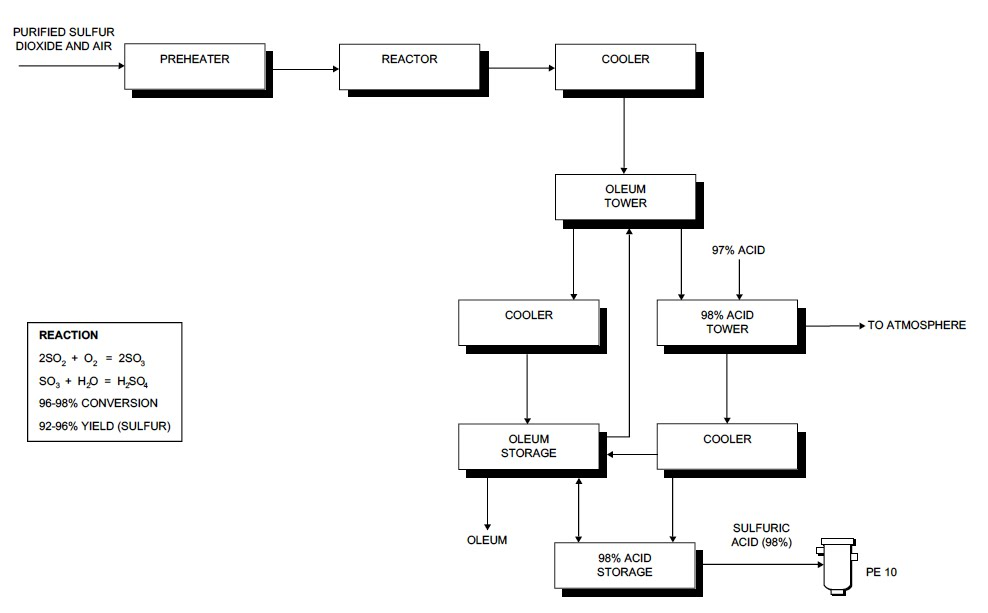 PURIFIED SULFUR
DIOXIDE AND AIR
PREHEATER
REACTOR
COOLER
OLEUM
TOWER
97% ACID
COOLER
98% ACID
TOWER
TO ATMOSPHERE
REACTION
2SO₂ + O₂ = 2SO₃
SO₃ + H₂O = H₂SO₄
96-98% CONVERSION
92-96% YIELD (SULFUR)
OLEUM
STORAGE
COOLER
OLEUM
98% ACID
STORAGE
SULFURIC
ACID (98%)
PE 10